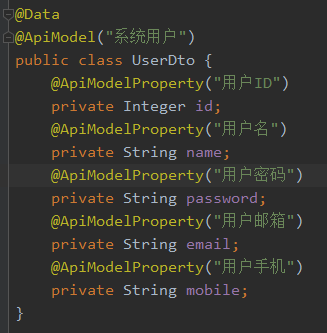 @Data
@ApiModel("系统用户")
public class UserDto {
@ApiModelProperty("用户ID")
private Integer id;
@ApiModelProperty("用户名")
private String name;
@ApiModelProperty("用户密码")
private String password;
@ApiModelProperty("用户邮箱")
private String email;
@ApiModelProperty("用户手机")
private String mobile;
}